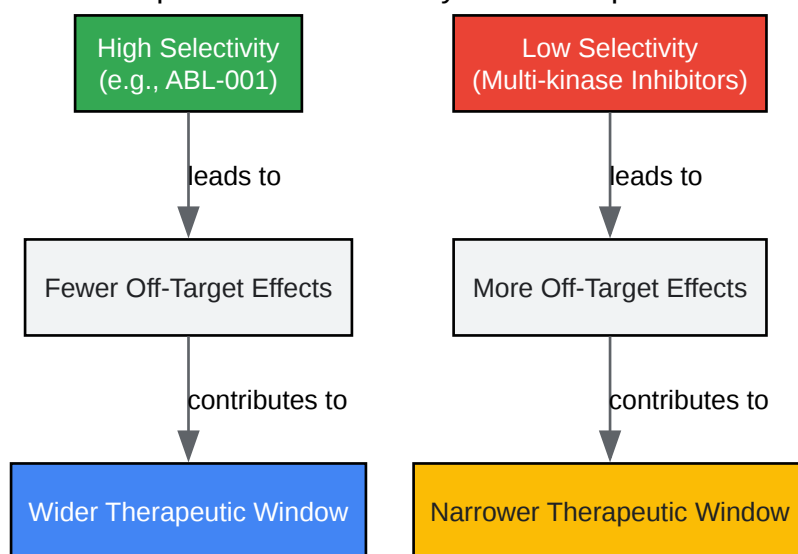 High Selectivity
(e.g., ABL-001)
Low Selectivity
(Multi-kinase Inhibitors)
leads to
leads to
Fewer Off-Target Effects
More Off-Target Effects
contributes to
contributes to
Wider Therapeutic Window
Narrower Therapeutic Window